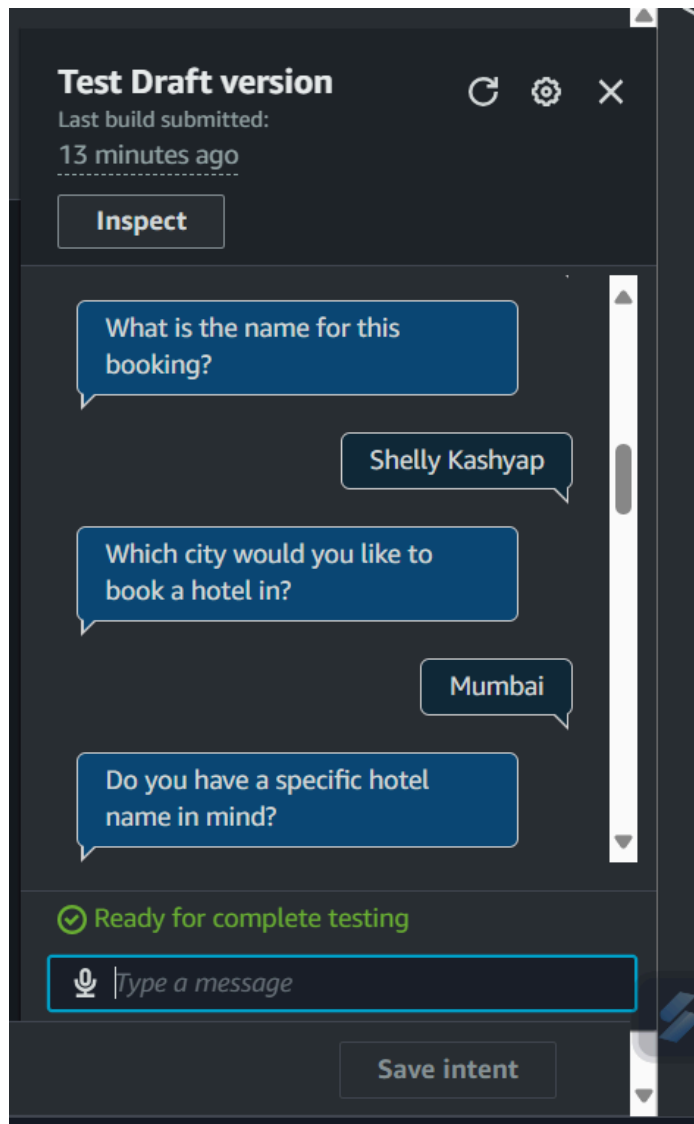 Test Draft version
Last build submitted:
13 minutes ago
Inspect
What is the name for this
booking?
Shelly Kashyap
Which city would you like to
book a hotel in?
Mumbai
Do you have a specific hotel
name in mind?
Ready for complete testing
Type a message
Save intent